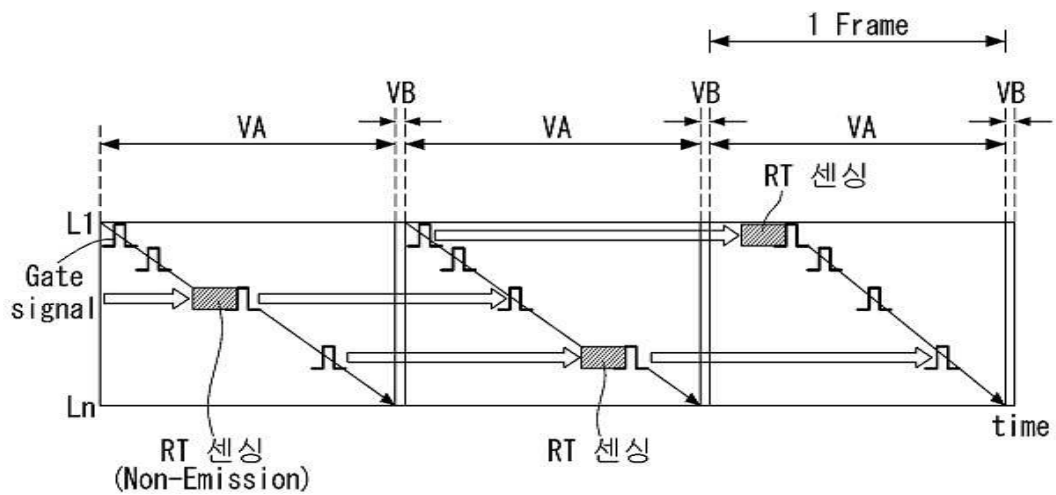 1 Frame
VB
VB
VB
VA
VA
VA
RT 센싱
L1
Gate
signal
Ln
time
RT 센싱
(Non-Emission)
RT 센싱